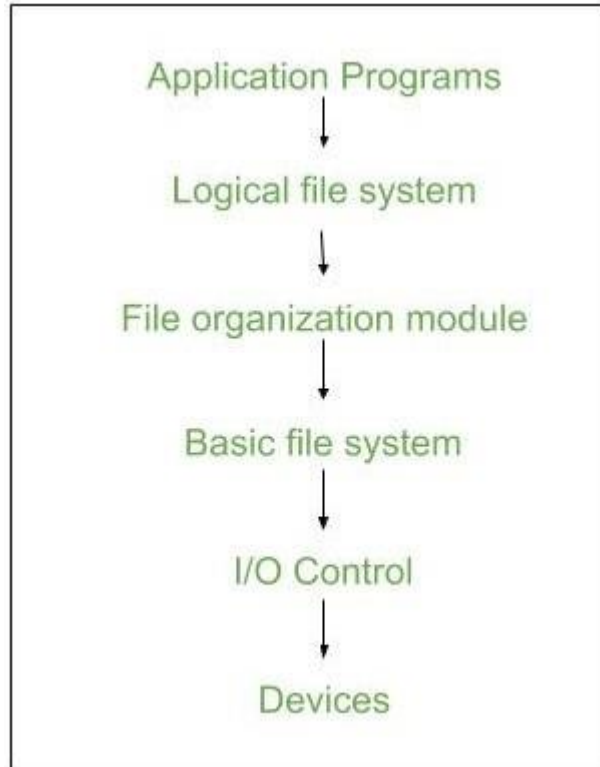 Application Programs
Logical file system
File organization module
Basic file system
I/O Control
Devices